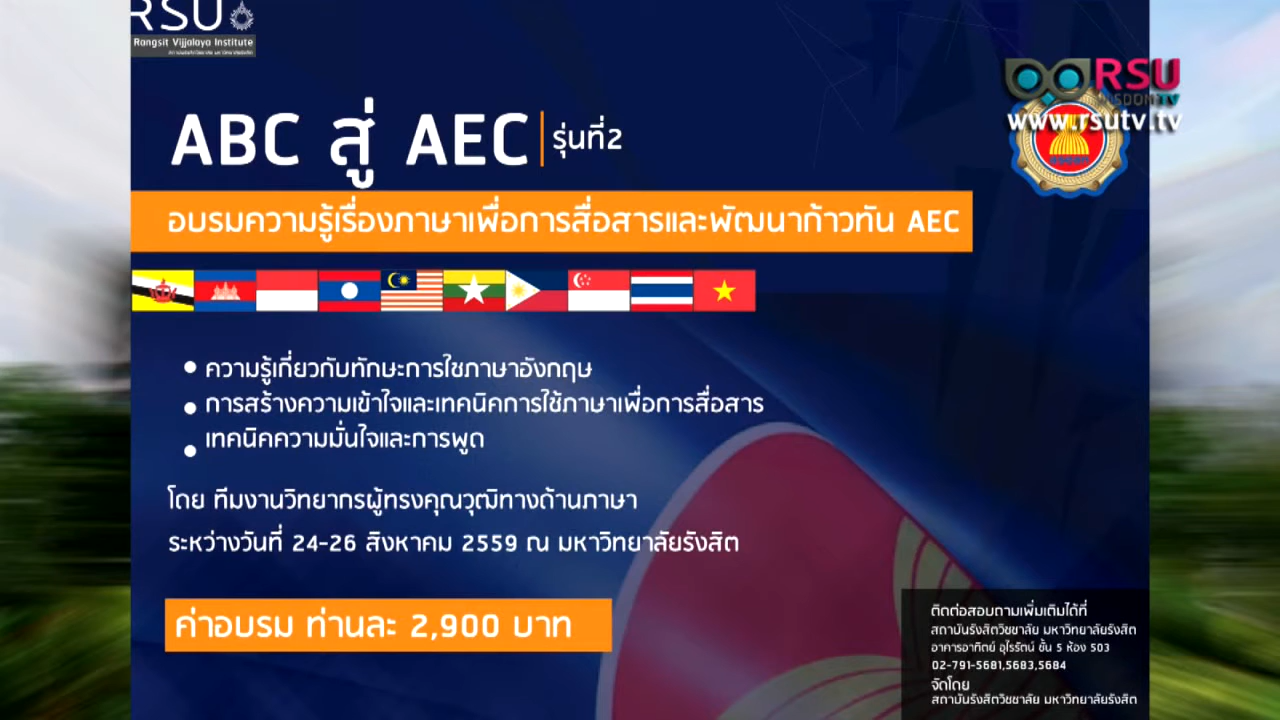 RSU
Rangsit Vijjalaya Institute
RSU
WISDOM TV
www.rsutv.tv
ABC สู่ AEC รุ่นที่2
อบรมความรู้เรื่องภาษาเพื่อการสื่อสารและพัฒนาก้าวทัน AEC
ความรู้เกี่ยวกับทักษะการใชภาษาอังกฤษ
การสร้างความเข้าใจและเทคนิคการใช้ภาษาเพื่อการสื่อสาร
เทคนิคความมั่นใจและการพูด
โดย ทีมงานวิทยากรผู้ทรงคุณวุฒิทางด้านภาษา
ระหว่างวันที่ 24-26 สิงหาคม 2559 ณ มหาวิทยาลัยรังสิต
ค่าอบรม ท่านละ 2,900 บาท
ติดต่อสอบถามเพิ่มเติมได้ที่
สถาบันรังสิตวิชชาลัย มหาวิทยาลัยรังสิต
อาคารอาทิตย์ อุไรรัตน์ ชั้น 5 ห้อง 503
02-791-5681,5683,5684
จัดโดย
สถาบันรังสิตวิชชาลัย มหาวิทยาลัยรังสิต